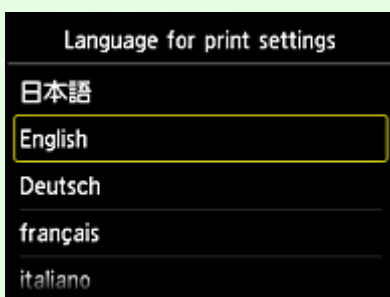 Language for print settings
日本語
English
Deutsch
français
italiano